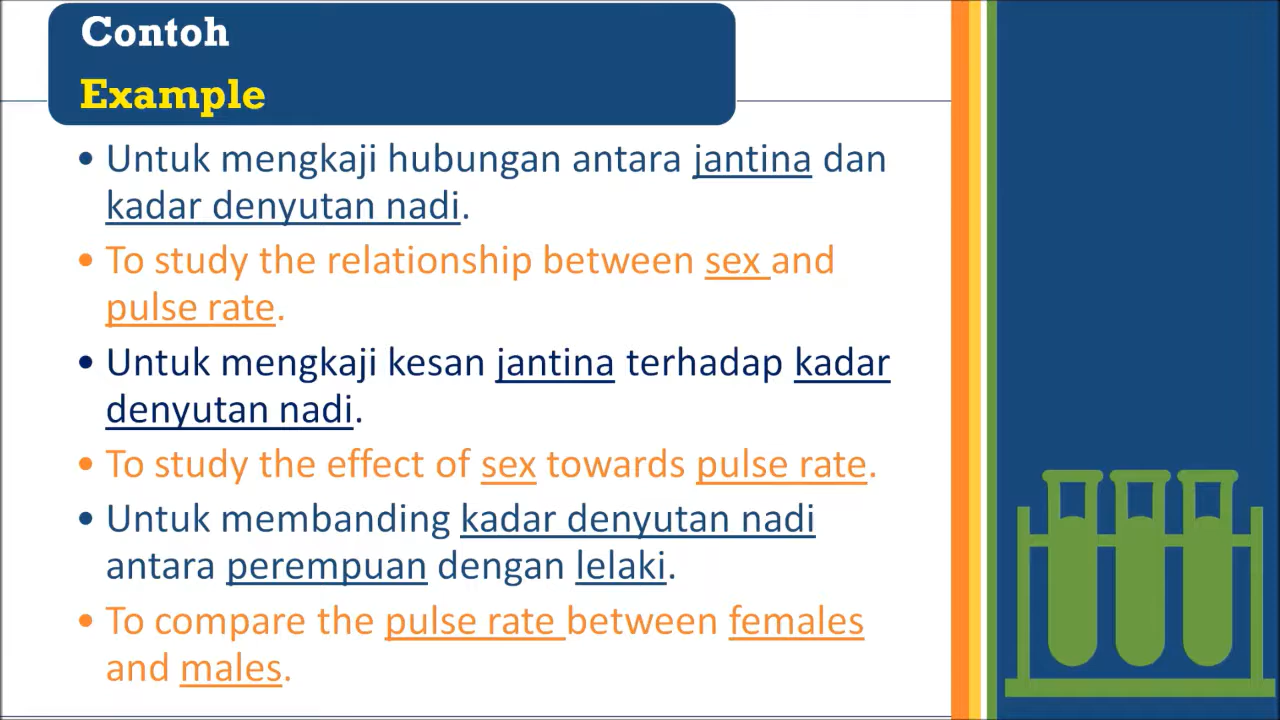 Contoh
Example
• Untuk mengkaji hubungan antara jantina dan
kadar denyutan nadi.
• To study the relationship between sex and
pulse rate.
• Untuk mengkaji kesan jantina terhadap kadar
denyutan nadi.
• To study the effect of sex towards pulse rate.
• Untuk membanding kadar denyutan nadi
antara perempuan dengan lelaki.
• To compare the pulse rate between females
and males.